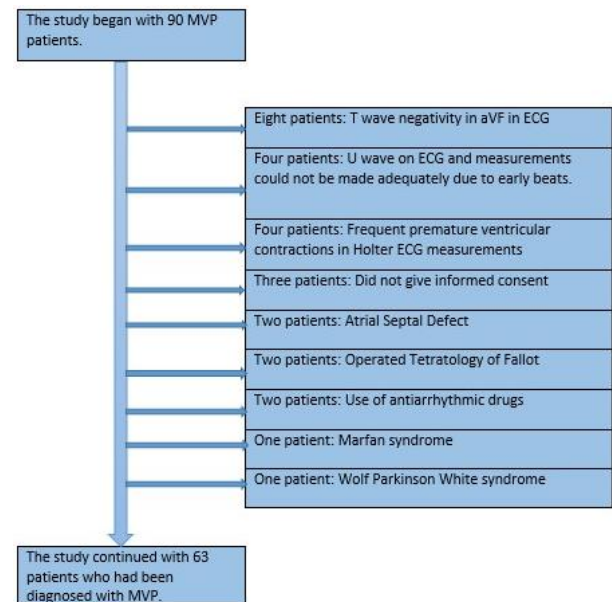 The study began with 90 MVP
patients.
Eight patients: T wave negativity in aVF in ECG
Four patients: U wave on ECG and measurements
could not be made adequately due to early beats.
Four patients: Frequent premature ventricular
contractions in Holter ECG measurements
Three patients: Did not give informed consent
Two patients: Atrial Septal Defect
Two patients: Operated Tetratology of Fallot
Two patients: Use of antiarrhythmic drugs
One patient: Marfan syndrome
One patient: Wolf Parkinson White syndrome
The study continued with 63
patients who had been
diagnosed with MVP.